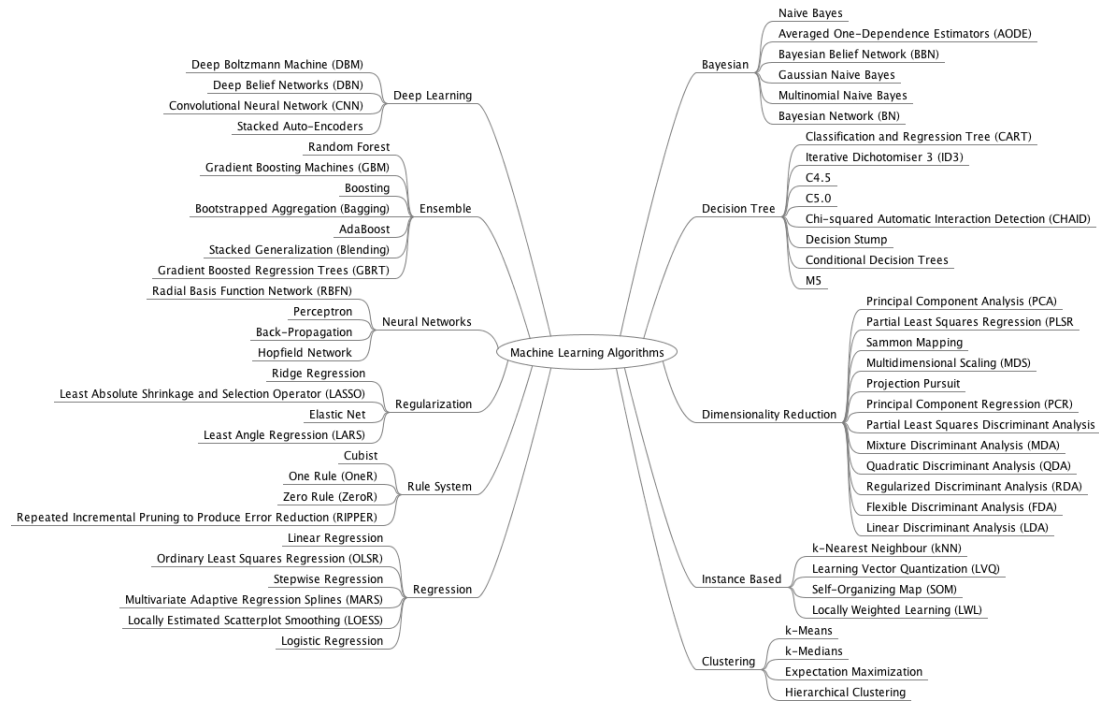 Machine Learning Algorithms
Deep Learning
Deep Boltzmann Machine (DBM)
Deep Belief Networks (DBN)
Convolutional Neural Network (CNN)
Stacked Auto-Encoders
Ensemble
Random Forest
Gradient Boosting Machines (GBM)
Boosting
Bootstrapped Aggregation (Bagging)
AdaBoost
Stacked Generalization (Blending)
Gradient Boosted Regression Trees (GBRT)
Neural Networks
Radial Basis Function Network (RBFN)
Perceptron
Back-Propagation
Hopfield Network
Regularization
Ridge Regression
Least Absolute Shrinkage and Selection Operator (LASSO)
Elastic Net
Least Angle Regression (LARS)
Rule System
Cubist
One Rule (OneR)
Zero Rule (ZeroR)
Repeated Incremental Pruning to Produce Error Reduction (RIPPER)
Regression
Linear Regression
Ordinary Least Squares Regression (OLSR)
Stepwise Regression
Multivariate Adaptive Regression Splines (MARS)
Locally Estimated Scatterplot Smoothing (LOESS)
Logistic Regression
Bayesian
Naive Bayes
Averaged One-Dependence Estimators (AODE)
Bayesian Belief Network (BBN)
Gaussian Naive Bayes
Multinomial Naive Bayes
Bayesian Network (BN)
Decision Tree
Classification and Regression Tree (CART)
Iterative Dichotomiser 3 (ID3)
C4.5
C5.0
Chi-squared Automatic Interaction Detection (CHAID)
Decision Stump
Conditional Decision Trees
M5
Dimensionality Reduction
Principal Component Analysis (PCA)
Partial Least Squares Regression (PLSR
Sammon Mapping
Multidimensional Scaling (MDS)
Projection Pursuit
Principal Component Regression (PCR)
Partial Least Squares Discriminant Analysis
Mixture Discriminant Analysis (MDA)
Quadratic Discriminant Analysis (QDA)
Regularized Discriminant Analysis (RDA)
Flexible Discriminant Analysis (FDA)
Linear Discriminant Analysis (LDA)
Instance Based
k-Nearest Neighbour (kNN)
Learning Vector Quantization (LVQ)
Self-Organizing Map (SOM)
Locally Weighted Learning (LWL)
Clustering
k-Means
k-Medians
Expectation Maximization
Hierarchical Clustering